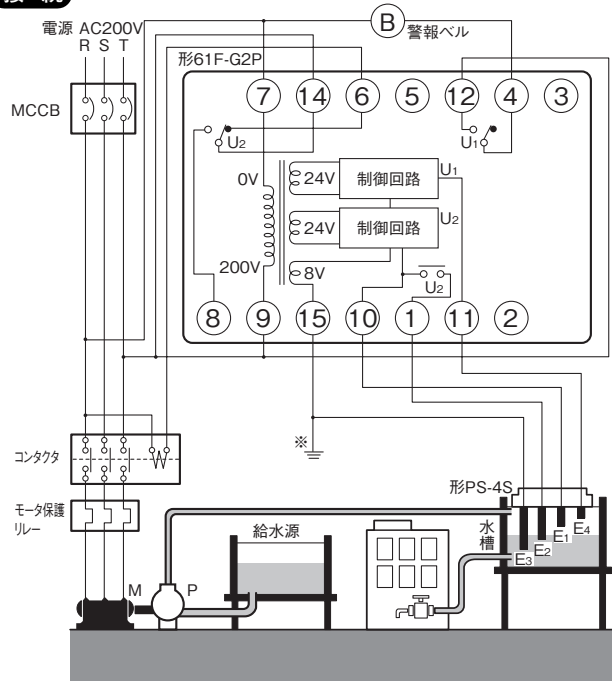 接 続
電源 AC200V
R S T
B 警報ベル
形61F-G2P
7 14 6 5 12 4 3
MCCB
U2
U1
0V
24V 制御回路 U1
24V 制御回路 U2
200V
8V
U2
8 9 15 10 1 11 2
※
コンタクタ
形PS-4S
モータ保護
リレー
給水源
水槽
E3 E2 E1 E4
M P